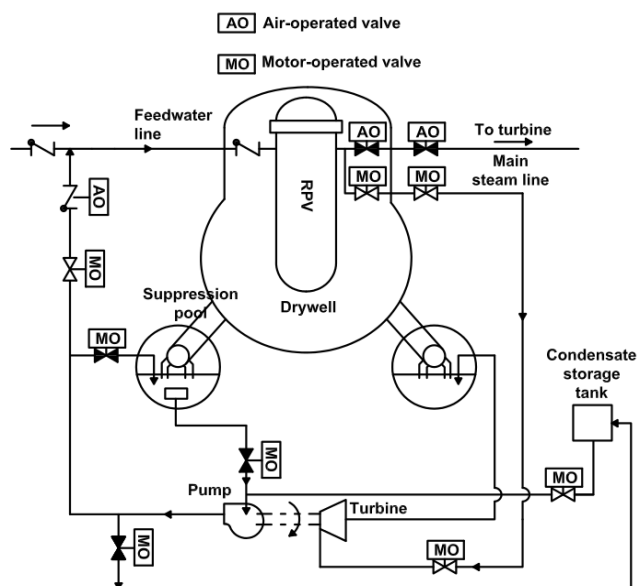 AO Air-operated valve
MO Motor-operated valve
Feedwater
line
AO
AO
To turbine
Main
steam line
MO
MO
AO
RPV
MO
Suppression
pool
Drywell
MO
Condensate
storage
tank
MO
MO
Pump
Turbine
MO
MO